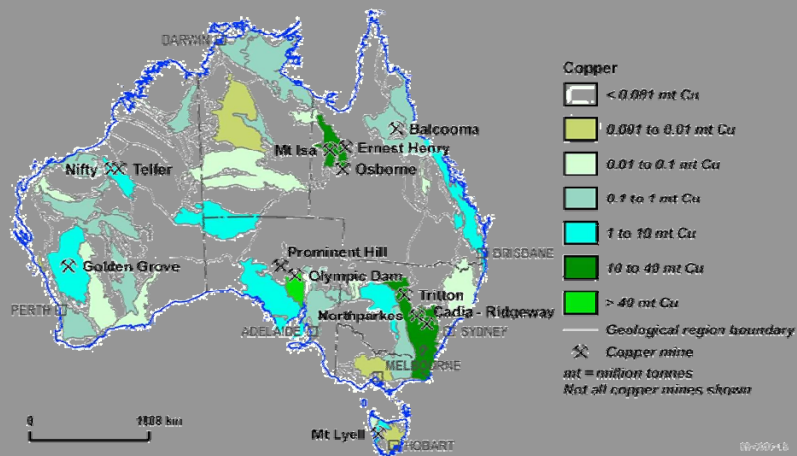 DARWIN
Balcooma
Mt Isa
Ernest Henry
Osborne
Nifty
Telfer
Prominent Hill
Golden Grove
Olympic Dam
BRISBANE
Tritton
PERTH
Northparkes
Cadia - Ridgeway
ADELAIDE
SYDNEY
MELBOURNE
Mt Lyell
HOBART
0
km
Copper
< 0.001 mt Cu
0.001 to 0.01 mt Cu
0.01 to 0.1 mt Cu
0.1 to 1 mt Cu
1 to 10 mt Cu
10 to 40 mt Cu
> 40 mt Cu
Geological region boundary
Copper mine
mt = million tonnes
Not all copper mines shown